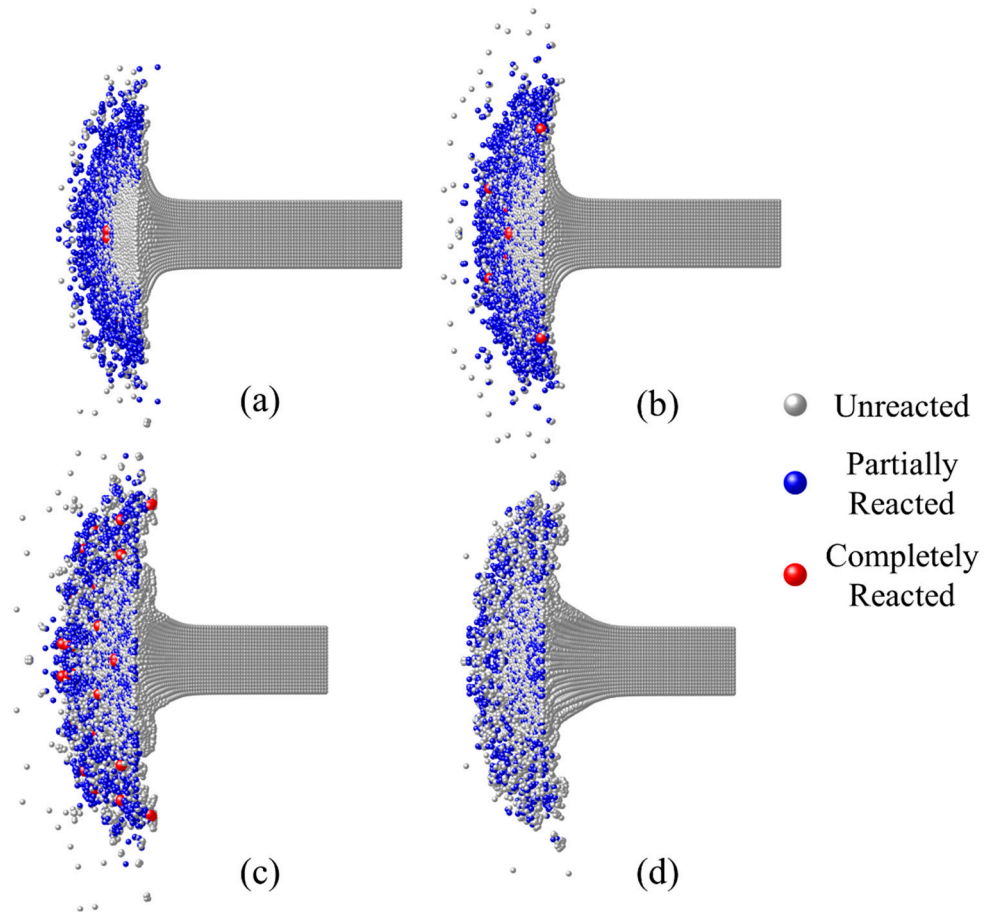 (a)
(b)
Unreacted
Partially
Reacted
Completely
Reacted
(c)
(d)